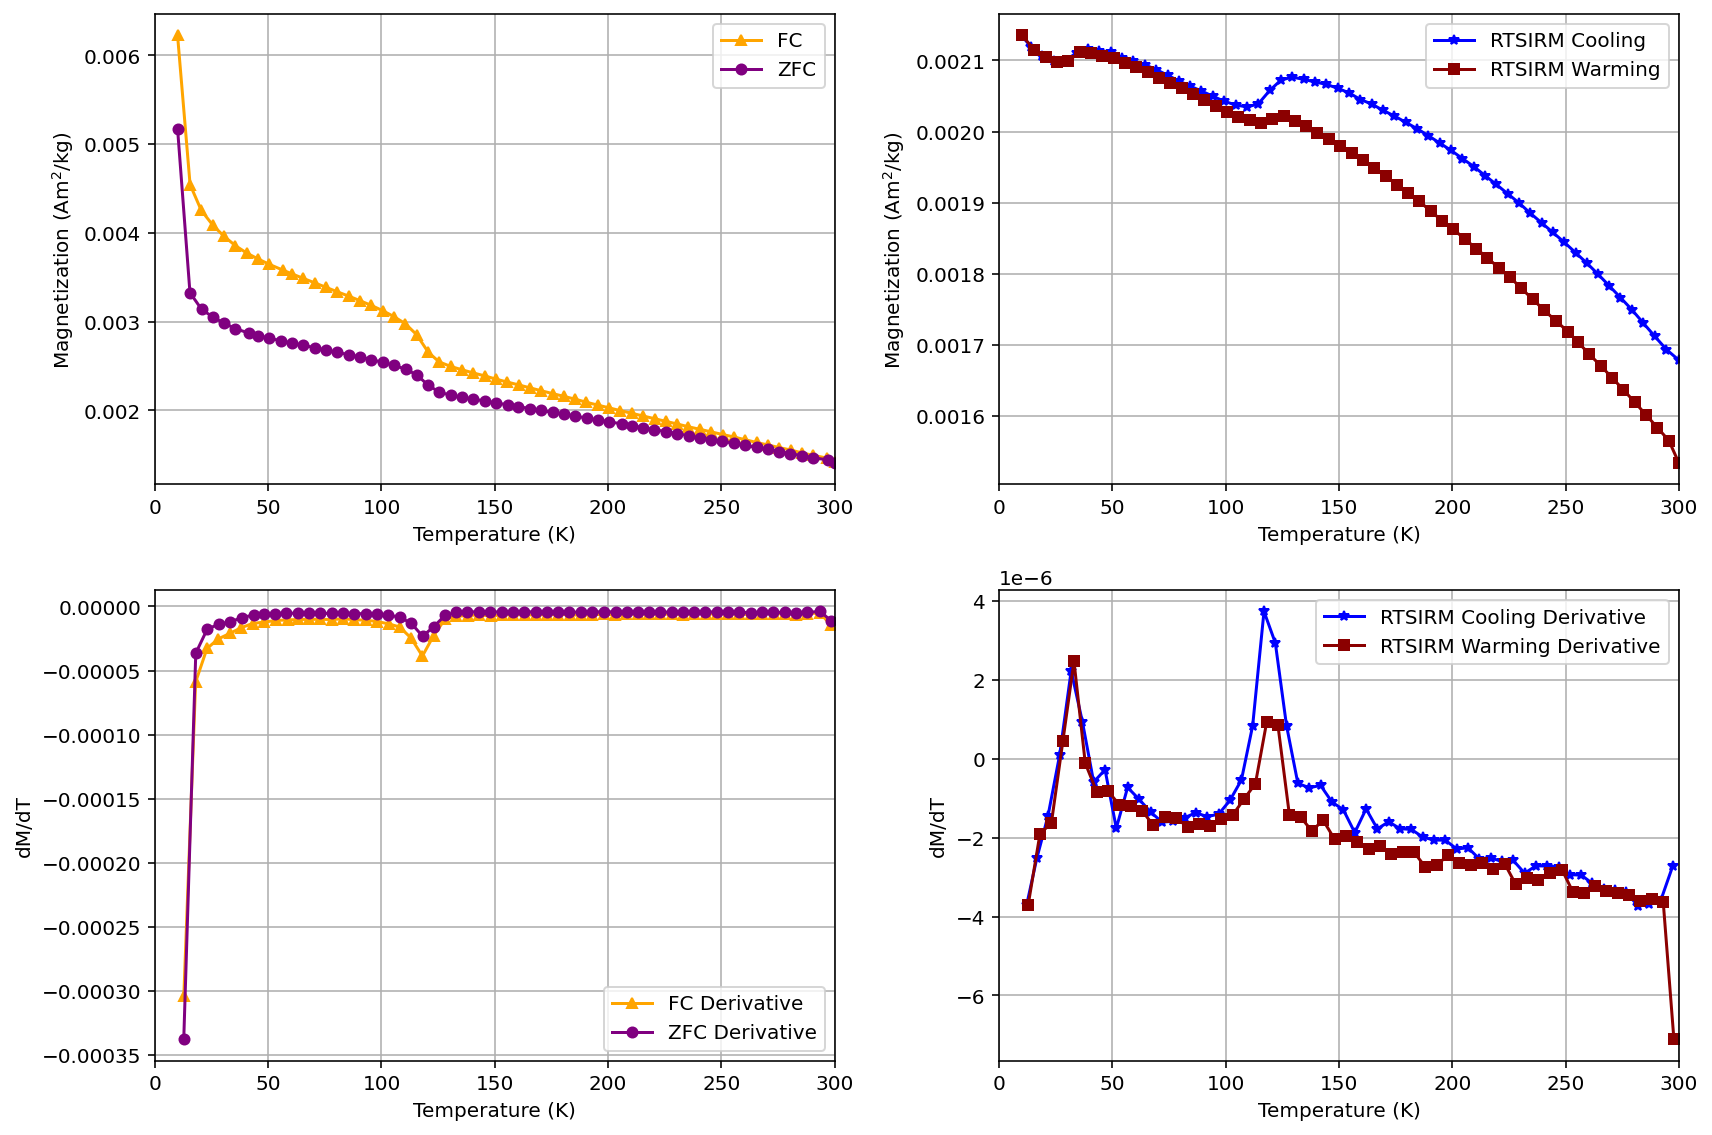 FC
ZFC
0.006
0.005
0.004
0.003
0.002
Magnetization (Am²/kg)
0 50 100 150 200 250 300
Temperature (K)
RTSIRM Cooling
RTSIRM Warming
0.0021
0.0020
0.0019
0.0018
0.0017
0.0016
Magnetization (Am²/kg)
0 50 100 150 200 250 300
Temperature (K)
0.00000
−0.00005
−0.00010
−0.00015
−0.00020
−0.00025
−0.00030
−0.00035
dM/dT
FC Derivative
ZFC Derivative
0 50 100 150 200 250 300
Temperature (K)
1e−6
RTSIRM Cooling Derivative
RTSIRM Warming Derivative
4
2
0
−2
−4
−6
dM/dT
0 50 100 150 200 250 300
Temperature (K)